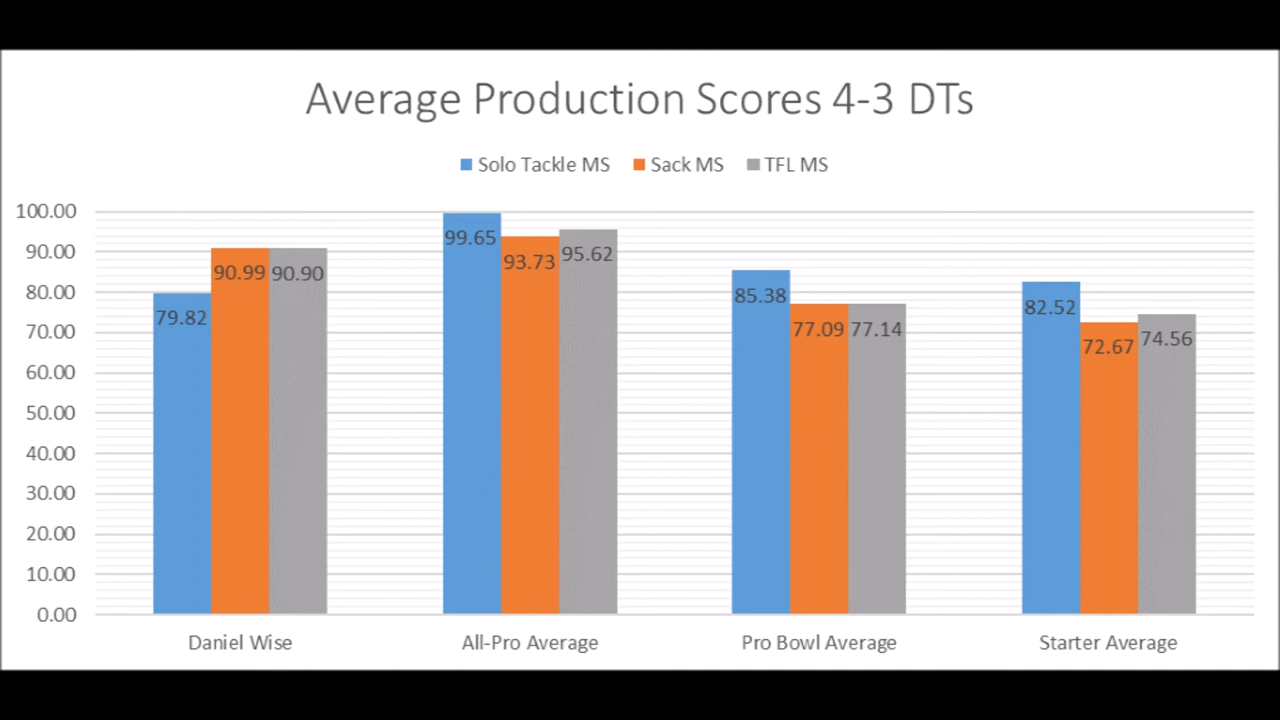 Average Production Scores 4-3 DTs
Solo Tackle MS Sack MS TFL MS
100.00
90.00
80.00
70.00
60.00
50.00
40.00
30.00
20.00
10.00
0.00
79.82 90.99 90.90
99.65 93.73 95.62
85.38 77.09 77.14
82.52 72.67 74.56
Daniel Wise All-Pro Average Pro Bowl Average Starter Average